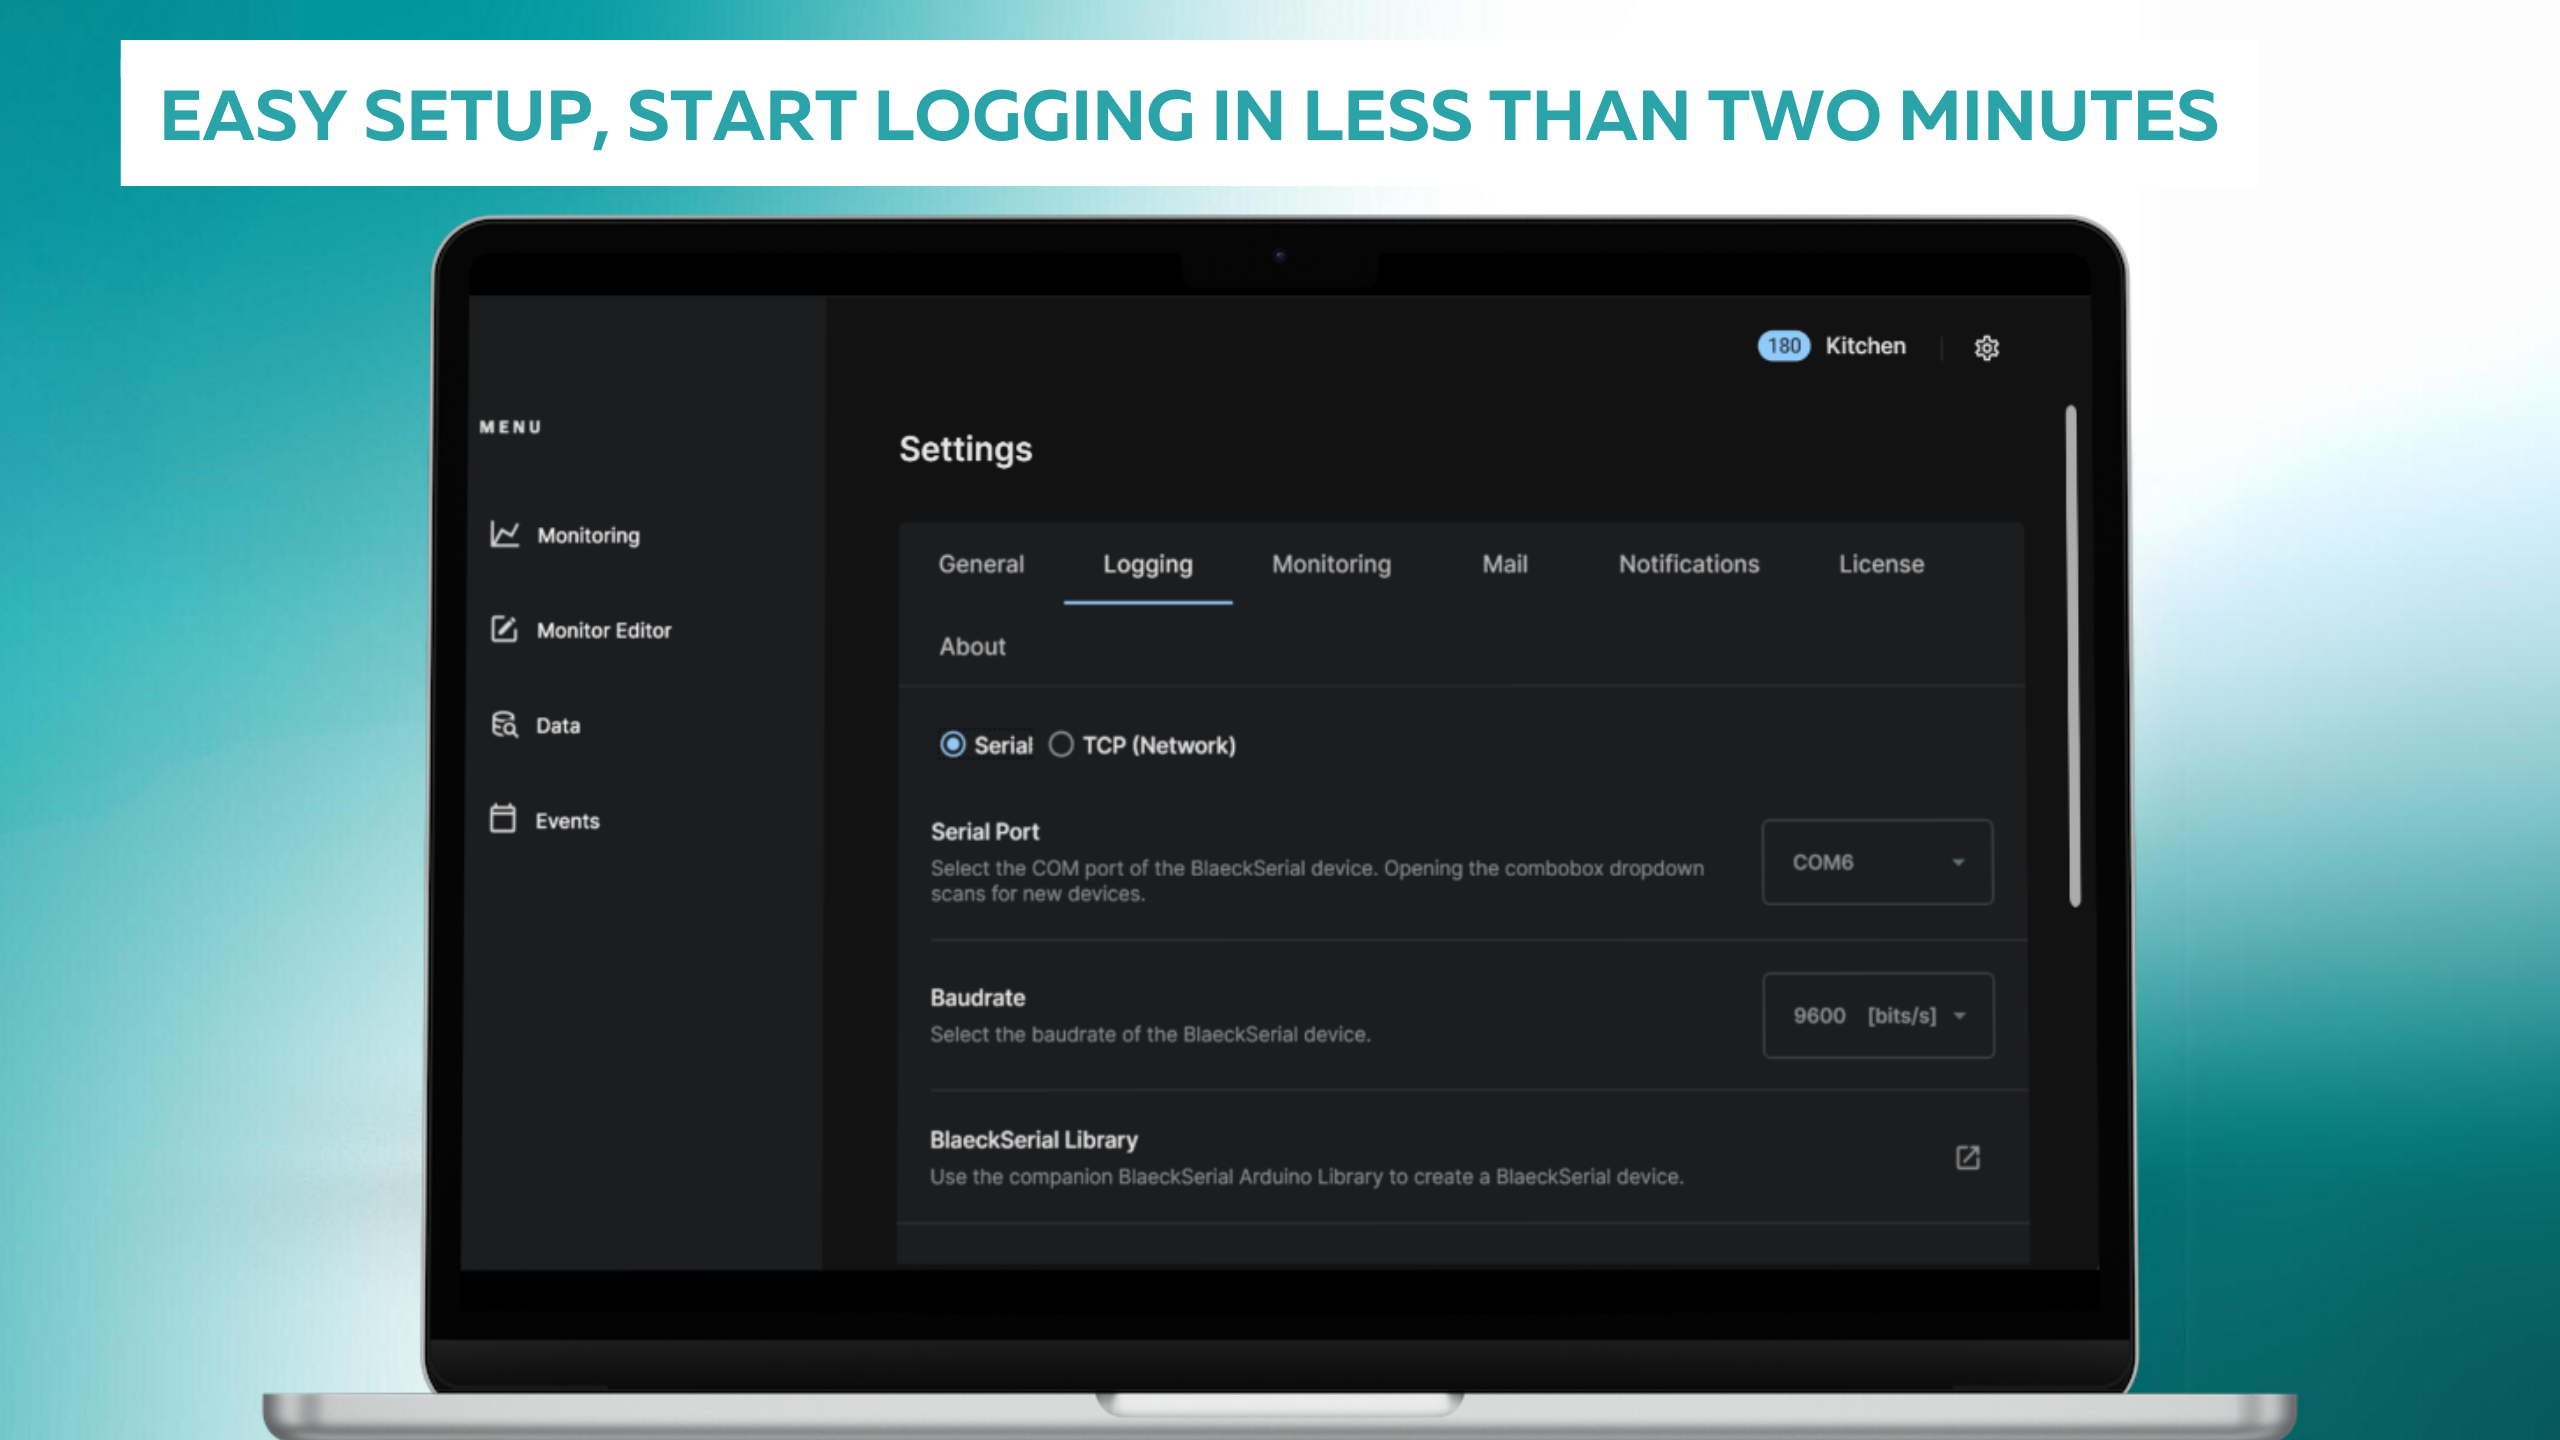 EASY SETUP, START LOGGING IN LESS THAN TWO MINUTES
180 Kitchen
MENU
Monitoring
Monitor Editor
Data
Events
Settings
General Logging Monitoring Mail Notifications License
About
Serial TCP (Network)
Serial Port
Select the COM port of the BlaeckSerial device. Opening the combobox dropdown
scans for new devices.
COM6
Baudrate
Select the baudrate of the BlaeckSerial device.
9600 [bits/s]
BlaeckSerial Library
Use the companion BlaeckSerial Arduino Library to create a BlaeckSerial device.